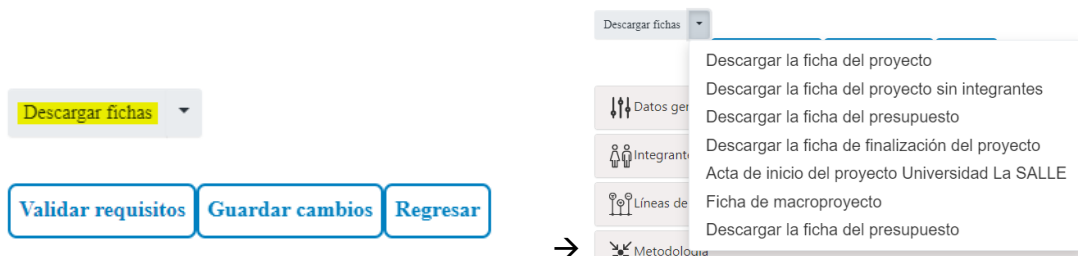 Descargar fichas
Validar requisitos
Guardar cambios
Regresar
→
Descargar fichas
Descargar la ficha del proyecto
Descargar la ficha del proyecto sin integrantes
Descargar la ficha del presupuesto
Descargar la ficha de finalización del proyecto
Acta de inicio del proyecto Universidad La SALLE
Ficha de macroproyecto
Descargar la ficha del presupuesto
Datos ger
Integrante
Líneas de
Metodología